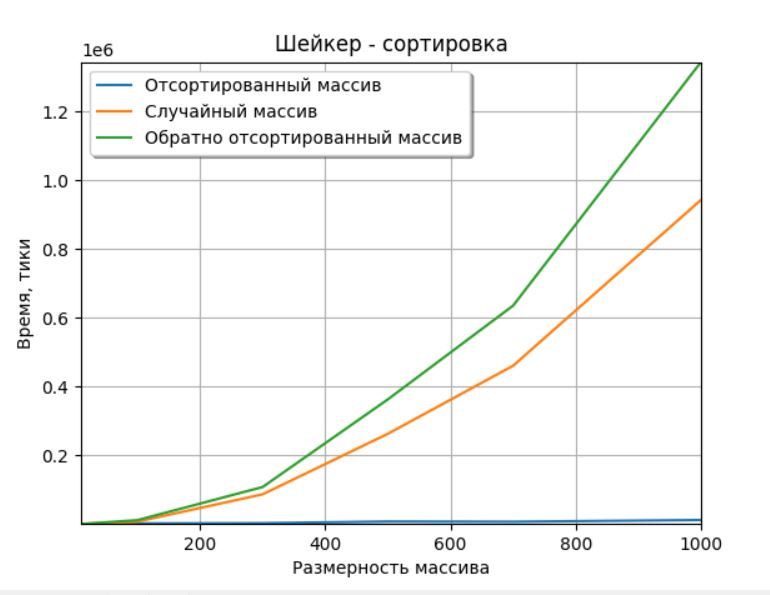 Шейкер - сортировка
1e6
Отсортированный массив
Случайный массив
Обратно отсортированный массив
1.2
1.0
0.8
0.6
0.4
0.2
Время, тики
200 400 600 800 1000
Размерность массива